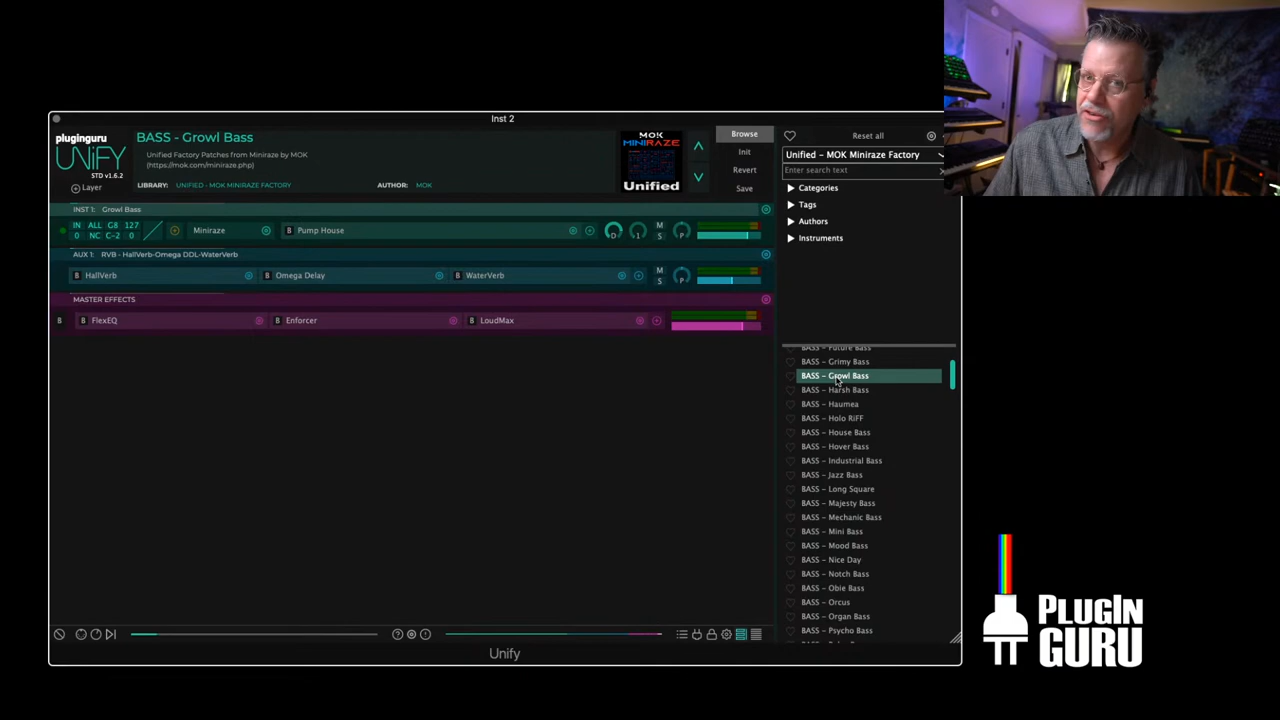 Inst 2
pluginguru
UNIFY
STD v1.6.2
Layer
BASS - Growl Bass
Unified Factory Patches from Miniraze by MOK
(https://mok.com/miniraze.php)
LIBRARY: UNIFIED - MOK MINIRAZE FACTORY
AUTHOR: MOK
MOK
MINIRAZE
Unified
Browse
Init
Revert
Save
Reset all
Unified – MOK Miniraze Factory
Enter search text
Categories
Tags
Authors
Instruments
INST 1: Growl Bass
IN ALL G8 127
0 NC C-2 0
Miniraze
B Pump House
D
1
M
S
P
AUX 1: RVB - HallVerb-Omega DDL-WaterVerb
B HallVerb
B Omega Delay
B WaterVerb
M
S
P
MASTER EFFECTS
B
B FlexEQ
B Enforcer
B LoudMax
BASS – Future Bass
BASS – Grimy Bass
BASS – Growl Bass
BASS – Harsh Bass
BASS – Haumea
BASS – Holo RiFF
BASS – House Bass
BASS – Hover Bass
BASS – Industrial Bass
BASS – Jazz Bass
BASS – Long Square
BASS – Majesty Bass
BASS – Mechanic Bass
BASS – Mini Bass
BASS – Mood Bass
BASS – Nice Day
BASS – Notch Bass
BASS – Obie Bass
BASS – Orcus
BASS – Organ Bass
BASS – Psycho Bass
Unify
PLUGIN
GURU